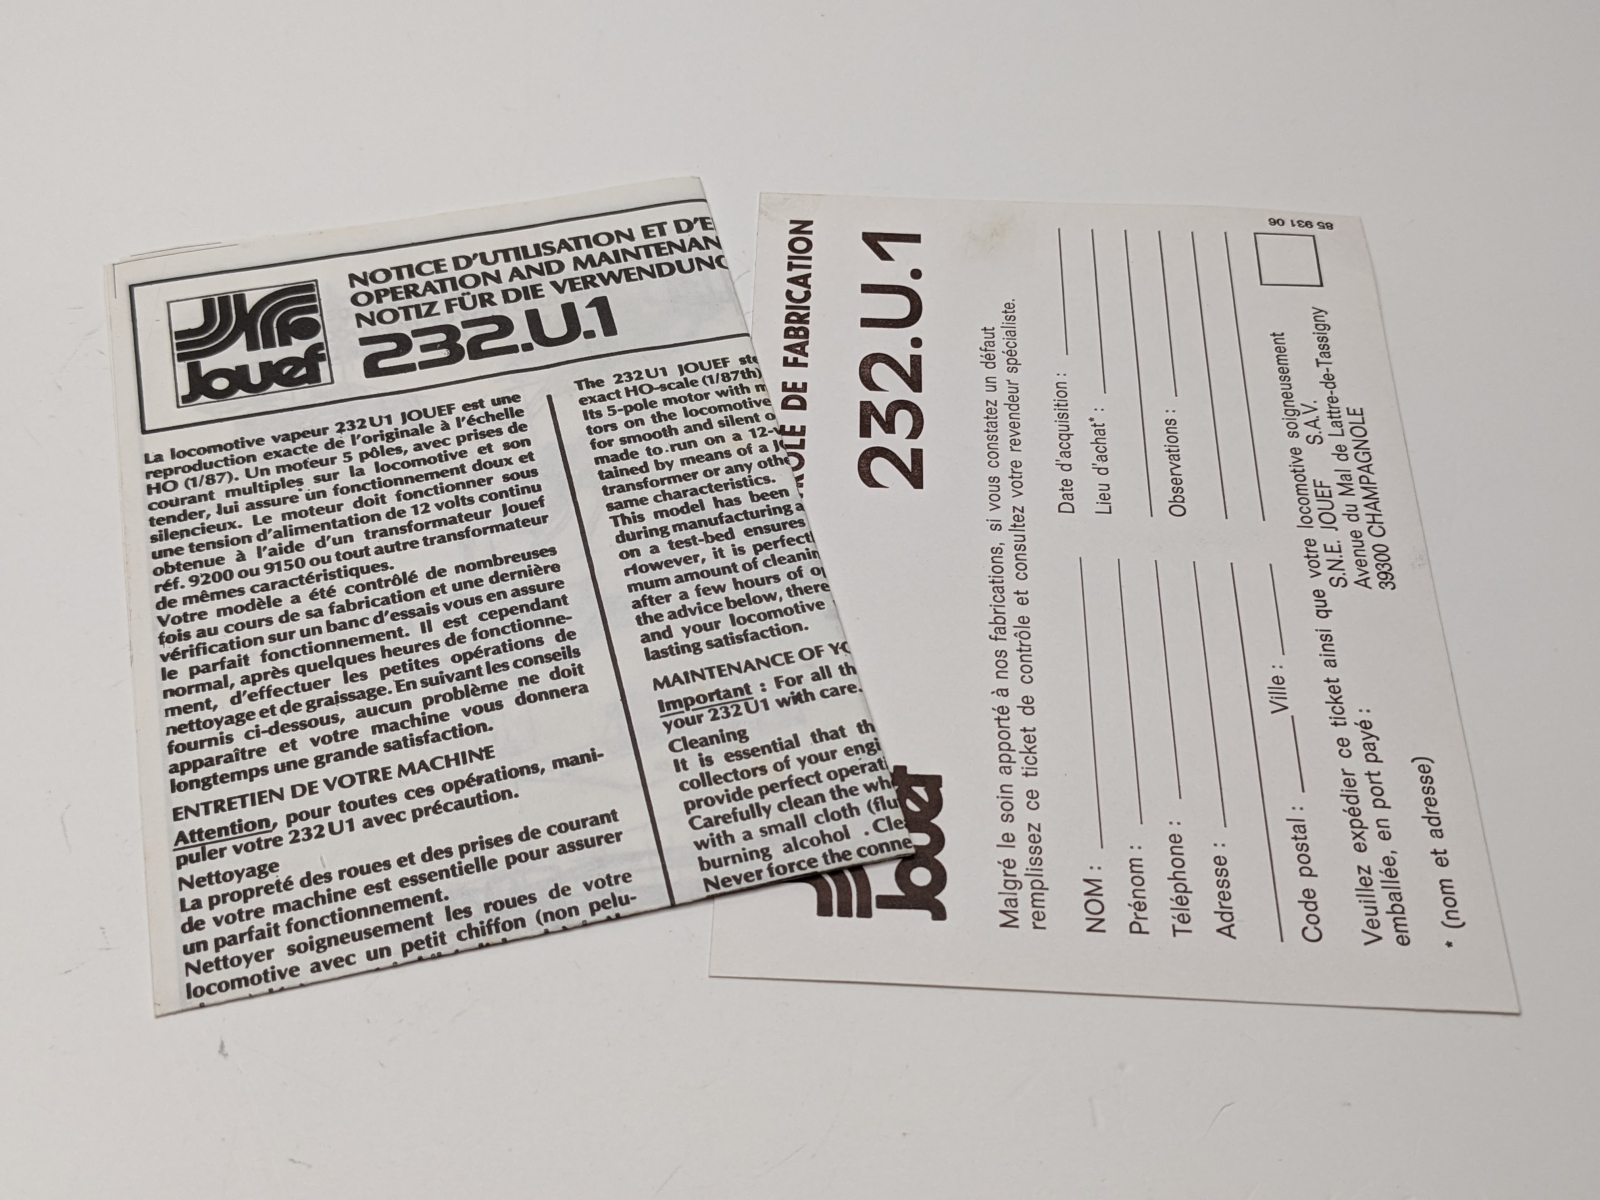 Jouef
NOTICE D'UTILISATION ET D'E
OPERATION AND MAINTENAN
NOTIZ FÜR DIE VERWENDUNG
232.U.1
La locomotive vapeur 232U1 JOUEF est une
reproduction exacte de l'originale à l'échelle
HO (1/87). Un moteur 5 pôles, avec prises de
courant multiples sur la locomotive et son
tender, lui assure un fonctionnement doux et
silencieux. Le moteur doit fonctionner sous
une tension d'alimentation de 12 volts continu
obtenue à l'aide d'un transformateur Jouef
réf. 9200 ou 9150 ou tout autre transformateur
de mêmes caractéristiques.
Votre modèle a été contrôlé de nombreuses
fois au cours de sa fabrication et une dernière
vérification sur un banc d'essais vous en assure
le parfait fonctionnement. Il est cependant
normal, après quelques heures de fonctionne-
ment, d'effectuer les petites opérations de
nettoyage et de graissage. En suivant les conseils
fournis ci-dessous, aucun problème ne doit
apparaître et votre machine vous donnera
longtemps une grande satisfaction.
ENTRETIEN DE VOTRE MACHINE
Attention, pour toutes ces opérations, mani-
puler votre 232U1 avec précaution.
Nettoyage
La propreté des roues et des prises de courant
de votre machine est essentielle pour assurer
un parfait fonctionnement.
Nettoyer soigneusement les roues de votre
locomotive avec un petit chiffon (non pelu-
The 232U1 JOUEF ste
exact HO-scale (1/87th)
Its 5-pole motor with m
tors on the locomotive
for smooth and silent o
made to run on a 12-v
tained by means of a JO
transformer or any othe
same characteristics.
This model has been
during manufacturing a
on a test-bed ensures
However, it is perfectl
mum amount of cleanin
after a few hours of op
the advice below, there
and your locomotive
lasting satisfaction.
MAINTENANCE OF YO
Important : For all th
your 232U1 with care.
Cleaning
It is essential that th
collectors of your engi
provide perfect operati
Carefully clean the whe
with a small cloth (fluf
burning alcohol . Clea
Never force the conne
Jouef
RÔLE DE FABRICATION
232.U.1
Malgré le soin apporté à nos fabrications, si vous constatez un défaut
remplissez ce ticket de contrôle et consultez votre revendeur spécialiste.
NOM :
Prénom :
Téléphone :
Adresse :
Code postal : Ville :
Date d'acquisition :
Lieu d'achat* :
Observations :
Veuillez expédier ce ticket ainsi que votre locomotive soigneusement
emballée, en port payé :
S.N.E. JOUEF S.A.V.
Avenue du Mal de Lattre-de-Tassigny
39300 CHAMPAGNOLE
* (nom et adresse)
85 931 06